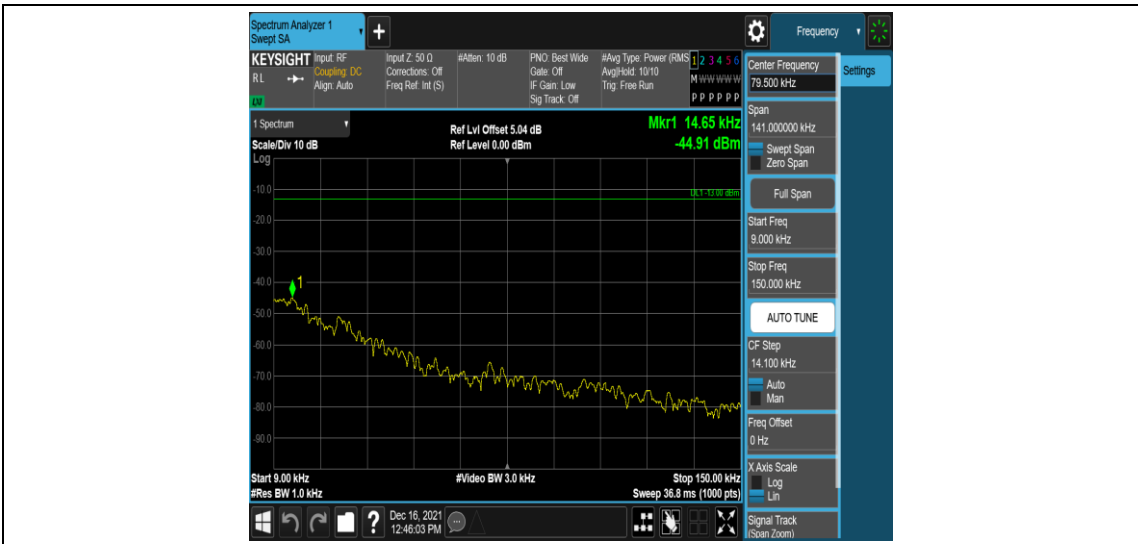 Spectrum Analyzer 1
Swept SA
+
Frequency
KEYSIGHT
RL
LXI
Input: RF
Coupling: DC
Align: Auto
Input Z: 50 Ω
Corrections: Off
Freq Ref: Int (S)
#Atten: 10 dB
PNO: Best Wide
Gate: Off
IF Gain: Low
Sig Track: Off
#Avg Type: Power (RMS
Avg|Hold: 10/10
Trig: Free Run
1 2 3 4 5 6
M W W W W W
P P P P P P
1 Spectrum
Scale/Div 10 dB
Log
Ref Lvl Offset 5.04 dB
Ref Level 0.00 dBm
Mkr1 14.65 kHz
-44.91 dBm
DL1 -13.00 dBm
-10.0
-20.0
-30.0
-40.0
-50.0
-60.0
-70.0
-80.0
-90.0
1
Start 9.00 kHz
#Video BW 3.0 kHz
Stop 150.00 kHz
#Res BW 1.0 kHz
Sweep 36.8 ms (1000 pts)
?
Dec 16, 2021
12:46:03 PM
Center Frequency
79.500 kHz
Settings
Span
141.000000 kHz
Swept Span
Zero Span
Full Span
Start Freq
9.000 kHz
Stop Freq
150.000 kHz
AUTO TUNE
CF Step
14.100 kHz
Auto
Man
Freq Offset
0 Hz
X Axis Scale
Log
Lin
Signal Track
(Span Zoom)